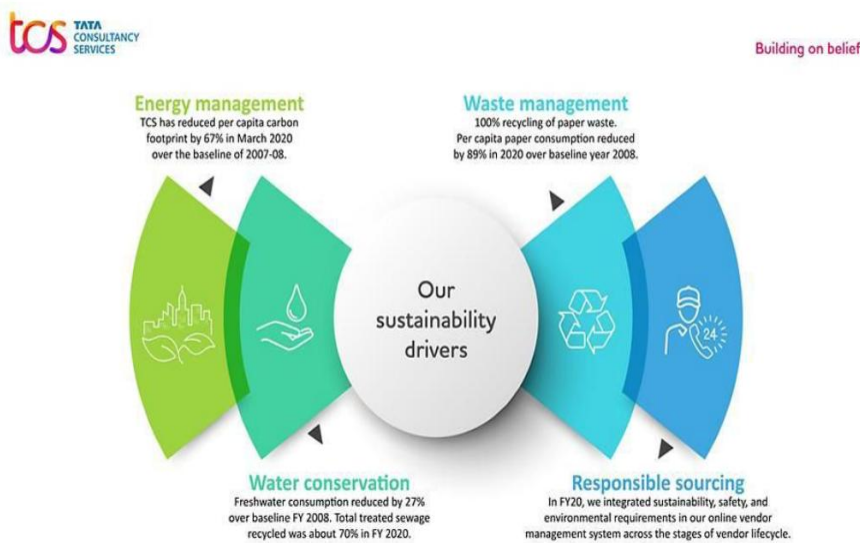 tcs TATA
CONSULTANCY
SERVICES
Building on belief
Energy management
TCS has reduced per capita carbon
footprint by 67% in March 2020
over the baseline of 2007-08.
Waste management
100% recycling of paper waste.
Per capita paper consumption reduced
by 89% in 2020 over baseline year 2008.
Our
sustainability
drivers
24
Water conservation
Freshwater consumption reduced by 27%
over baseline FY 2008. Total treated sewage
recycled was about 70% in FY 2020.
Responsible sourcing
In FY20, we integrated sustainability, safety, and
environmental requirements in our online vendor
management system across the stages of vendor lifecycle.